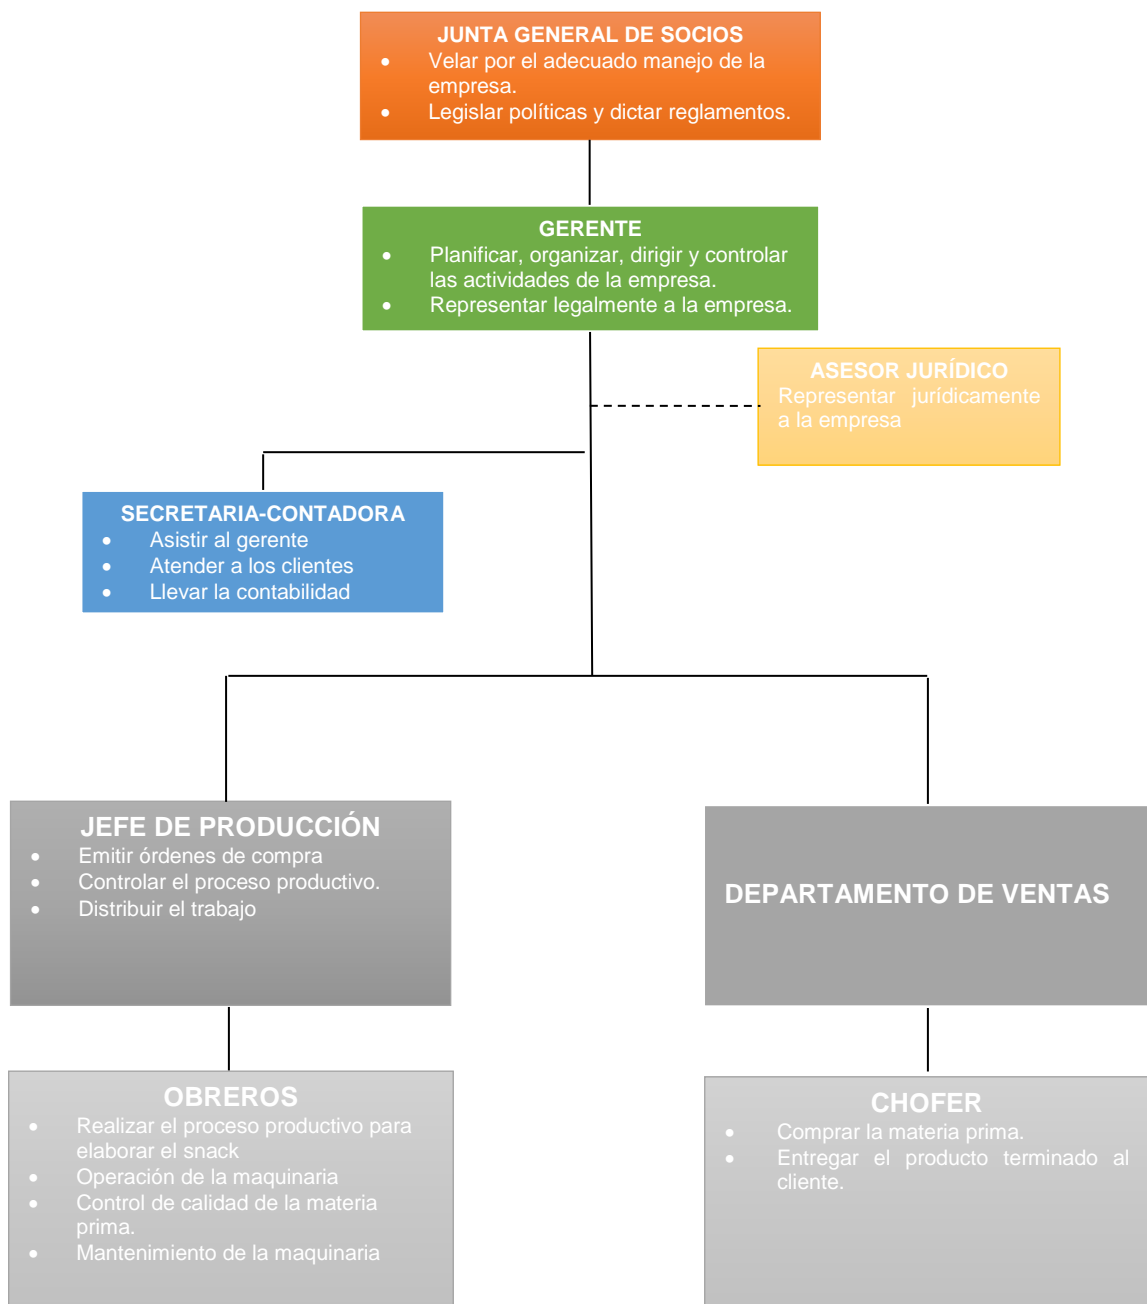 JUNTA GENERAL DE SOCIOS
• Velar por el adecuado manejo de la
empresa.
• Legislar políticas y dictar reglamentos.
GERENTE
• Planificar, organizar, dirigir y controlar
las actividades de la empresa.
• Representar legalmente a la empresa.
ASESOR JURÍDICO
Representar jurídicamente
a la empresa
SECRETARIA-CONTADORA
• Asistir al gerente
• Atender a los clientes
• Llevar la contabilidad
JEFE DE PRODUCCIÓN
• Emitir órdenes de compra
• Controlar el proceso productivo.
• Distribuir el trabajo
DEPARTAMENTO DE VENTAS
OBREROS
• Realizar el proceso productivo para
elaborar el snack
• Operación de la maquinaria
• Control de calidad de la materia
prima.
• Mantenimiento de la maquinaria
CHOFER
• Comprar la materia prima.
• Entregar el producto terminado al
cliente.